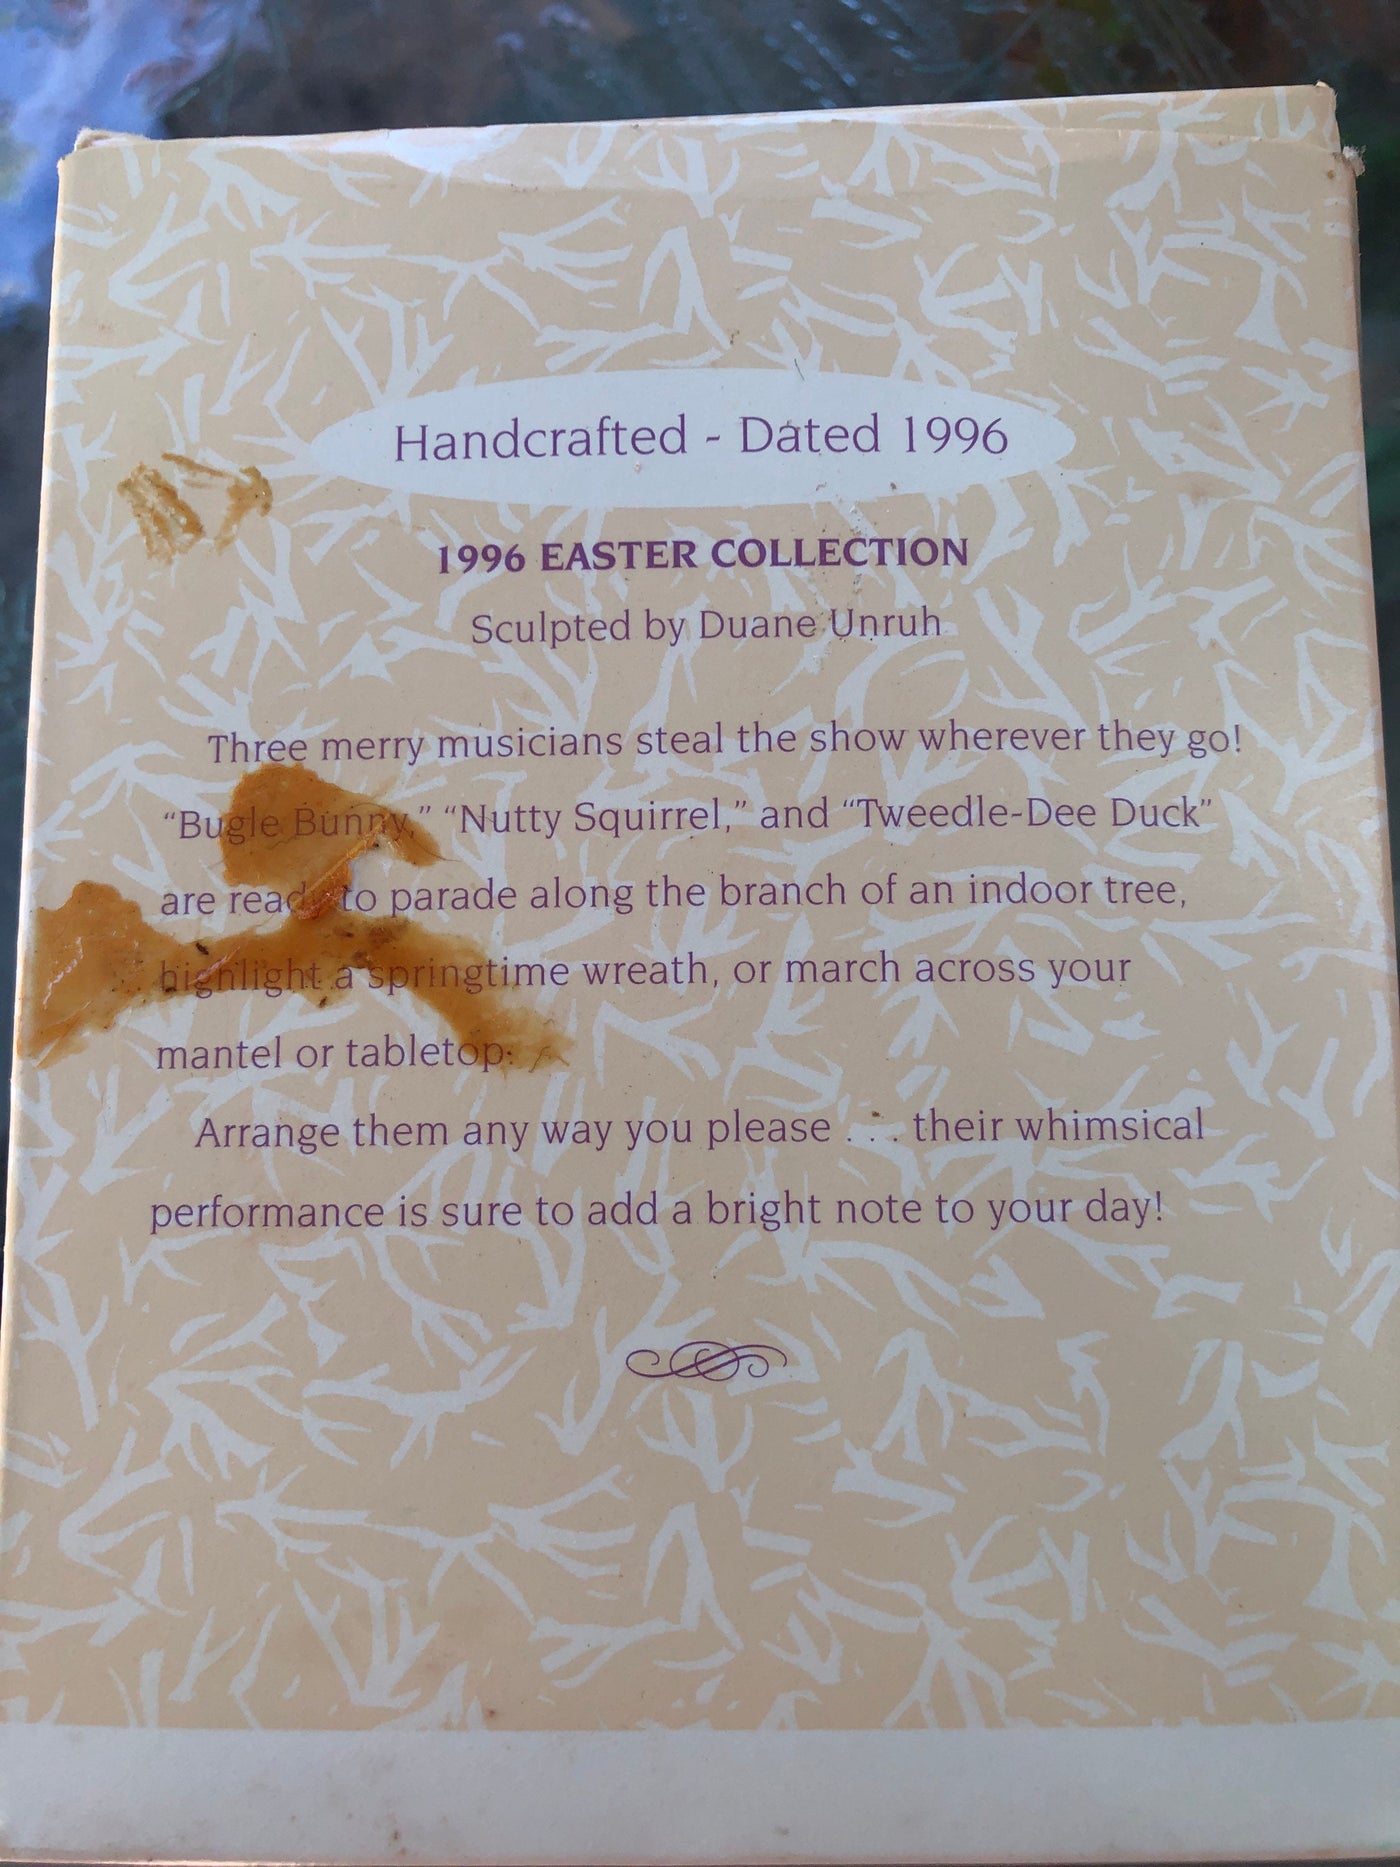 Handcrafted - Dated 1996
1996 EASTER COLLECTION
Sculpted by Duane Unruh
Three merry musicians steal the show wherever they go!
“Bugle Bunny,” “Nutty Squirrel,” and “Tweedle-Dee Duck”
are ready to parade along the branch of an indoor tree,
highlight a springtime wreath, or march across your
mantel or tabletop.
Arrange them any way you please . . . their whimsical
performance is sure to add a bright note to your day!